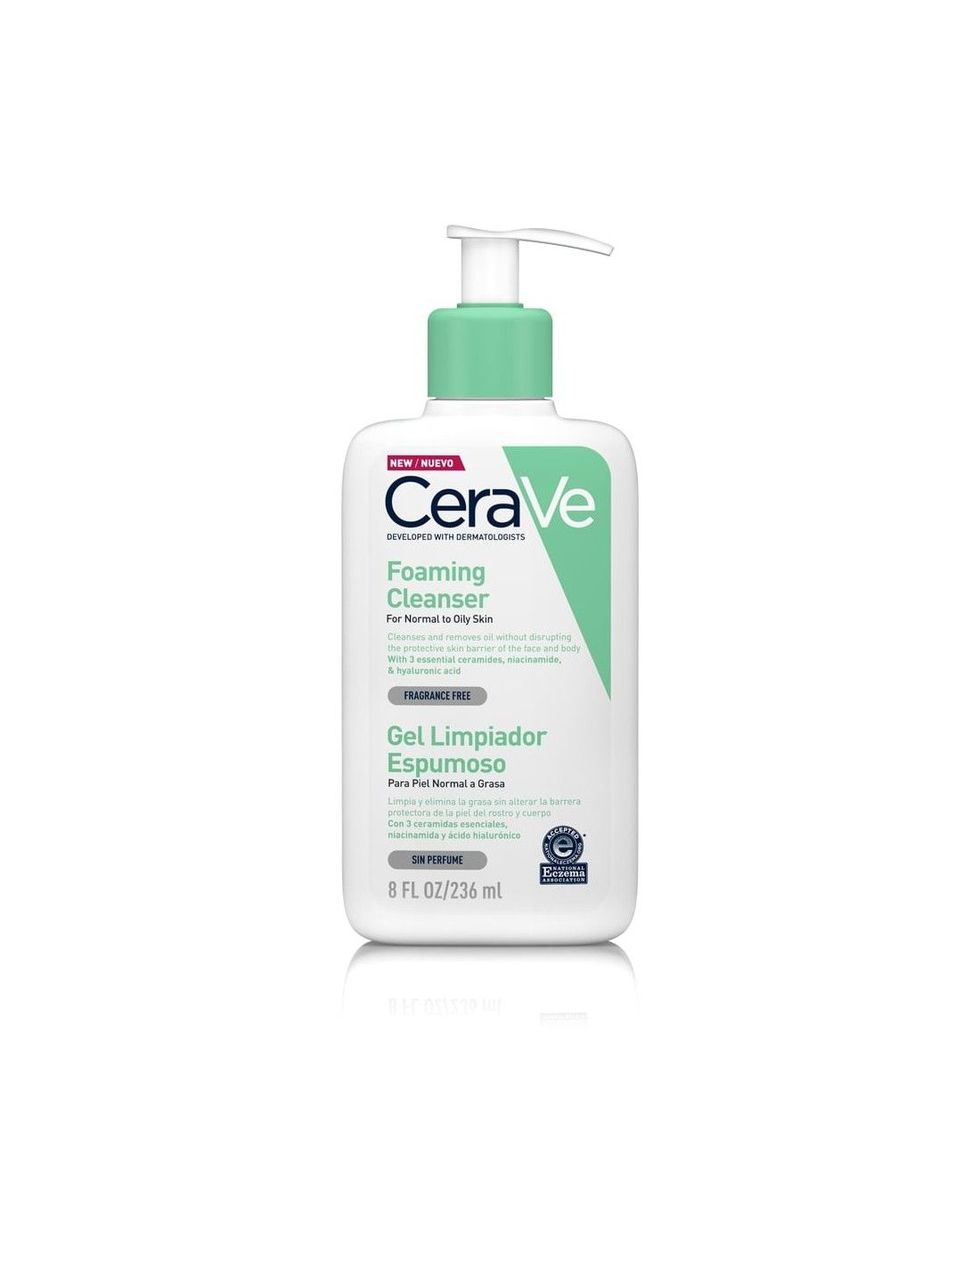 NEW / NUEVO
CeraVe
DEVELOPED WITH DERMATOLOGISTS
Foaming
Cleanser
For Normal to Oily Skin
Cleanses and removes oil without disrupting
the protective skin barrier of the face and body
With 3 essential ceramides, niacinamide,
& hyaluronic acid
FRAGRANCE FREE
Gel Limpiador
Espumoso
Para Piel Normal a Grasa
Limpia y elimina la grasa sin alterar la barrera
protectora de la piel del rostro y cuerpo
Con 3 ceramidas esenciales,
niacinamida y ácido hialurónico
SIN PERFUME
8 FL OZ/236 ml
ACCEPTED
e
NATIONALECZEMA.ORG
NATIONAL
Eczema
ASSOCIATION